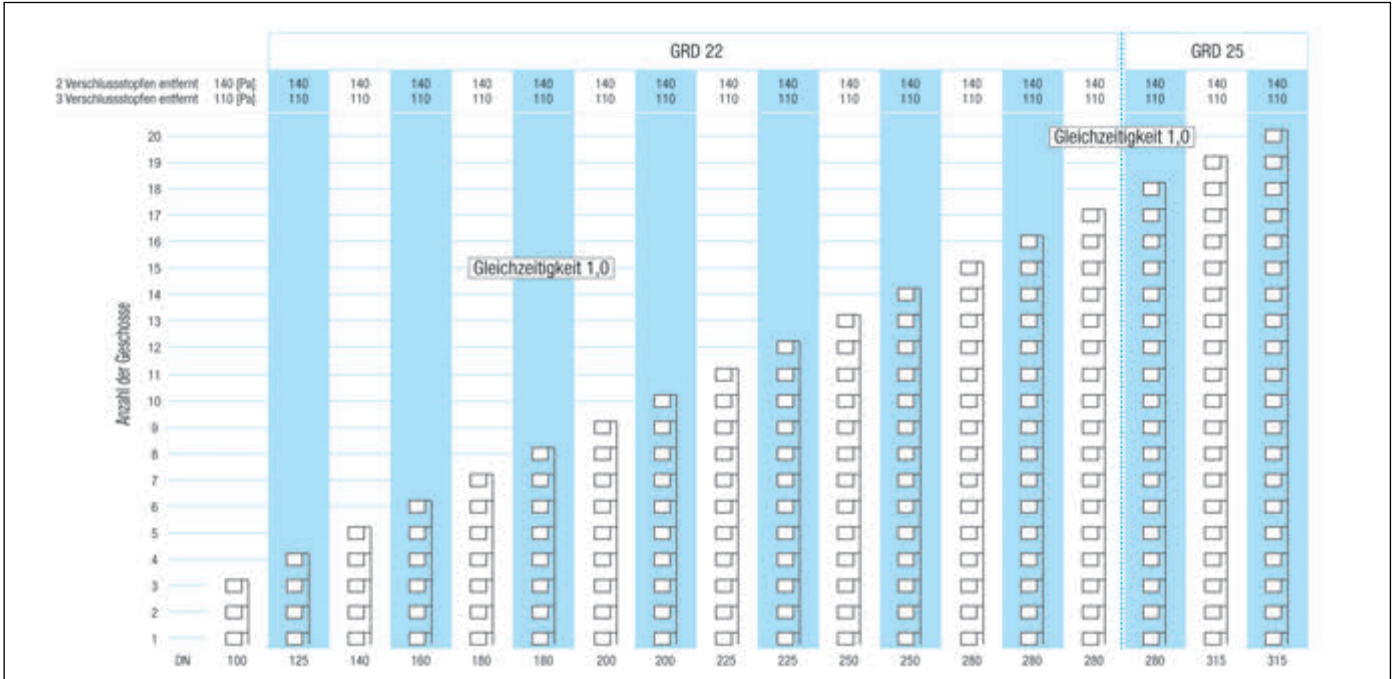 GRD 22 GRD 25
2 Verschlussstopfen entfernt 140 [Pa] 140 140 140 140 140 140 140 140 140 140 140 140 140 140 140 140 140
3 Verschlussstopfen entfernt 110 [Pa] 110 110 110 110 110 110 110 110 110 110 110 110 110 110 110 110 110
Anzahl der Geschosse
20
Gleichzeitigkeit 1,0
19
18
17
16
15
Gleichzeitigkeit 1,0
14
13
12
11
10
9
8
7
6
5
4
3
2
1
DN 100 125 140 160 180 180 200 200 225 225 250 250 280 280 280 280 315 315